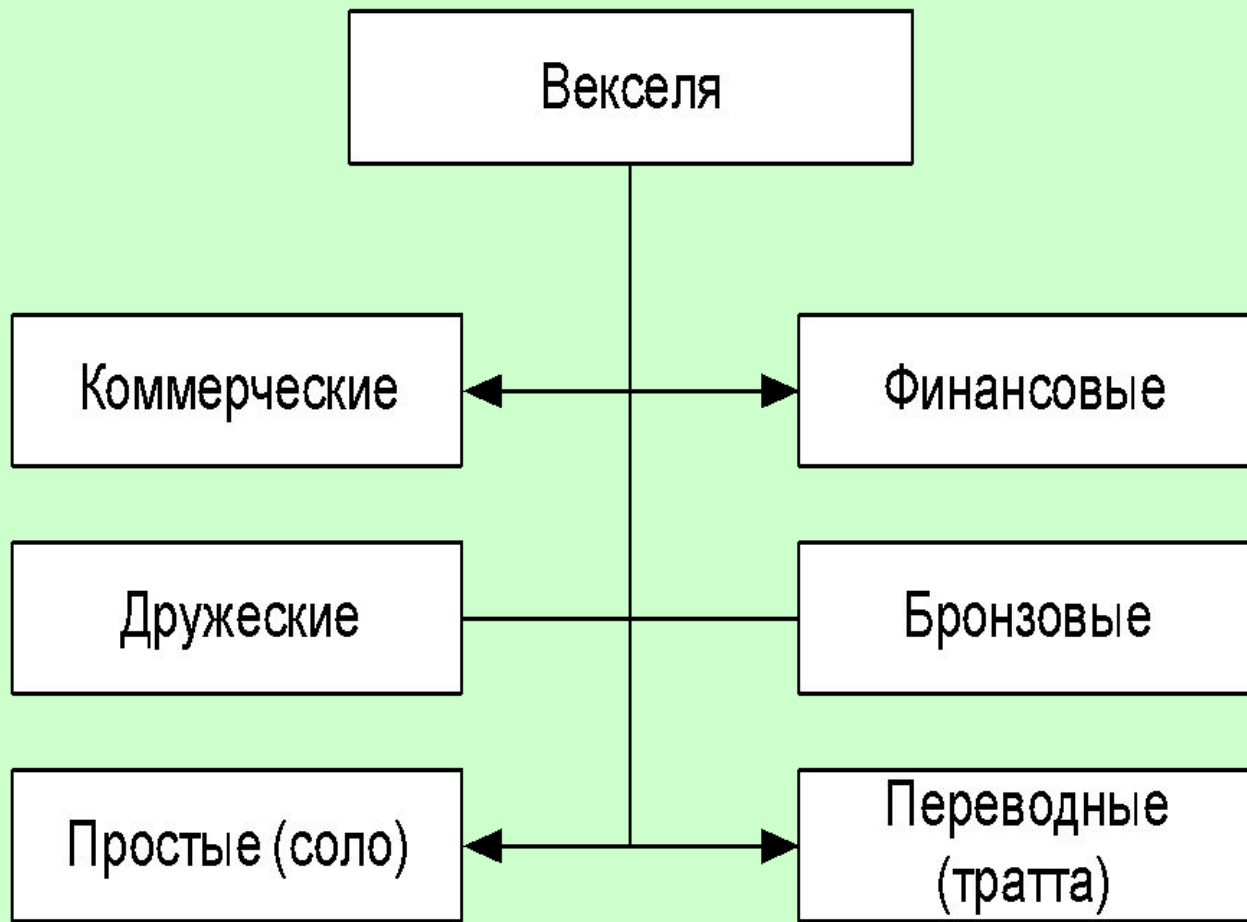 Векселя
Коммерческие
Финансовые
Дружеские
Бронзовые
Простые (соло)
Переводные
(тратта)